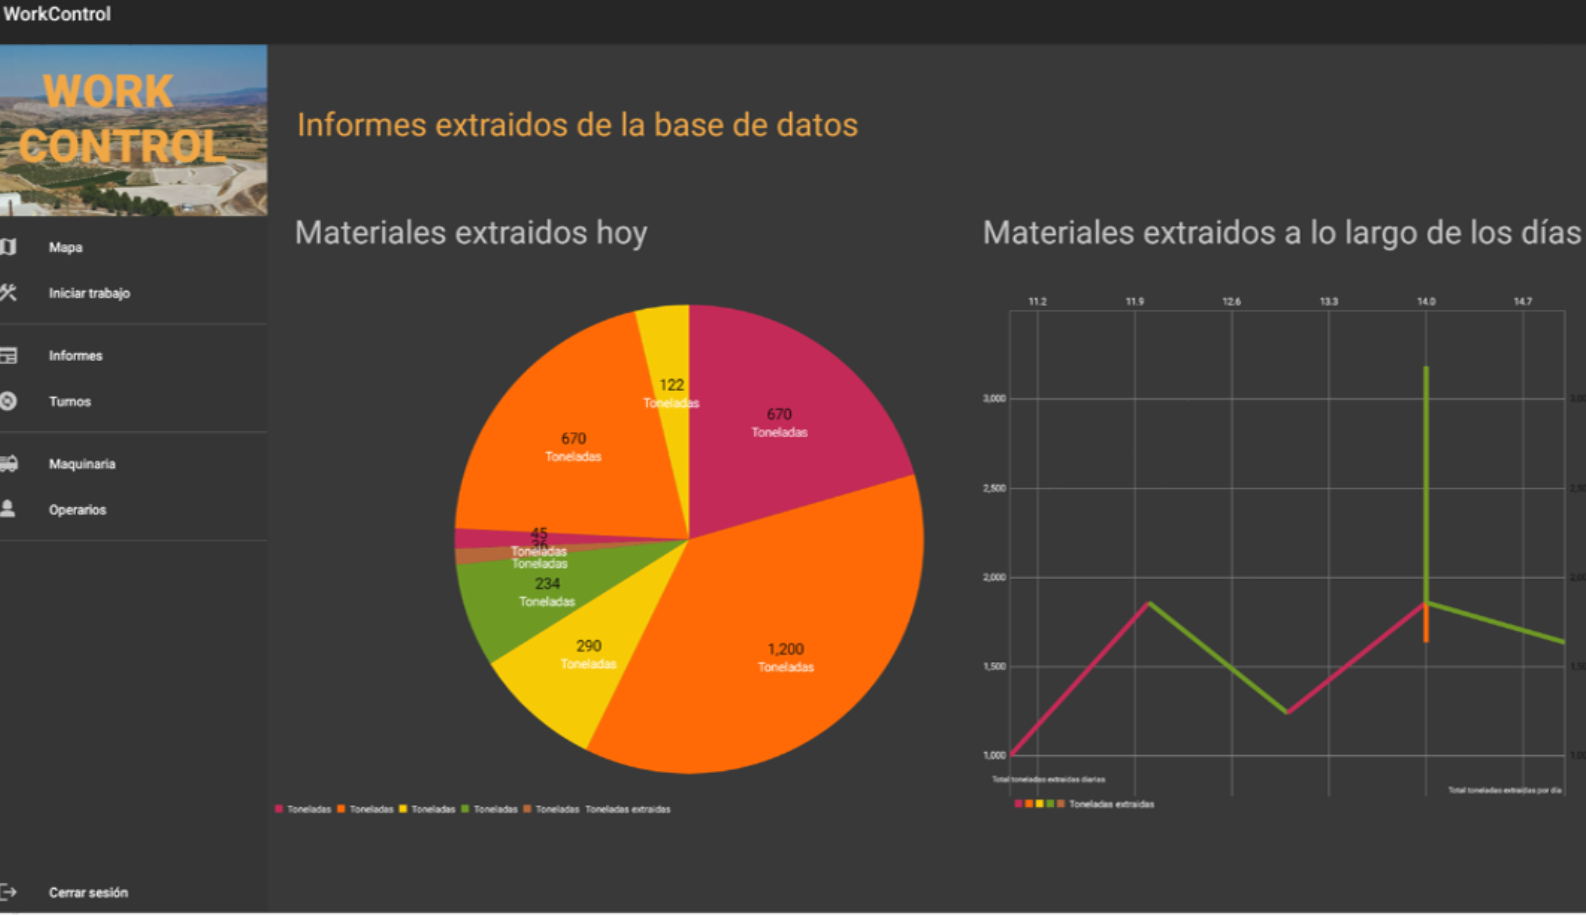 WorkControl
WORK
CONTROL
Mapa
Iniciar trabajo
Informes
Turnos
Maquinaria
Operarios
Cerrar sesión
Informes extraidos de la base de datos
Materiales extraidos hoy
122
Toneladas
670
Toneladas
670
Toneladas
45
Toneladas
Toneladas
234
Toneladas
290
Toneladas
1,200
Toneladas
Toneladas Toneladas Toneladas Toneladas Toneladas Toneladas extraidas
Materiales extraidos a lo largo de los días
11.2 11.9 12.6 13.3 14.0 14.7
3,000
2,500
2,000
1,500
1,000
Total toneladas extraidas diarias
Total toneladas extraidas por dia
Toneladas extraidas